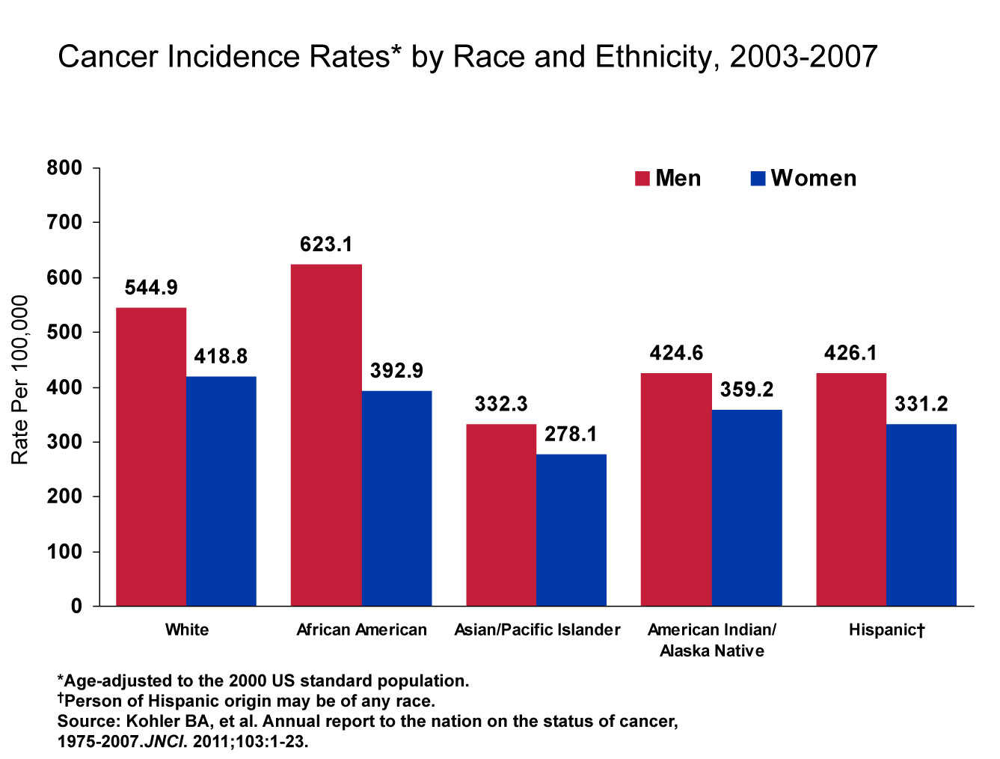 Cancer Incidence Rates* by Race and Ethnicity, 2003-2007
800
700
600
500
400
300
200
100
0
Rate Per 100,000
Men
Women
544.9
418.8
623.1
392.9
332.3
278.1
424.6
359.2
426.1
331.2
White
African American
Asian/Pacific Islander
American Indian/
Alaska Native
Hispanic†
*Age-adjusted to the 2000 US standard population.
†Person of Hispanic origin may be of any race.
Source: Kohler BA, et al. Annual report to the nation on the status of cancer,
1975-2007.JNCI. 2011;103:1-23.